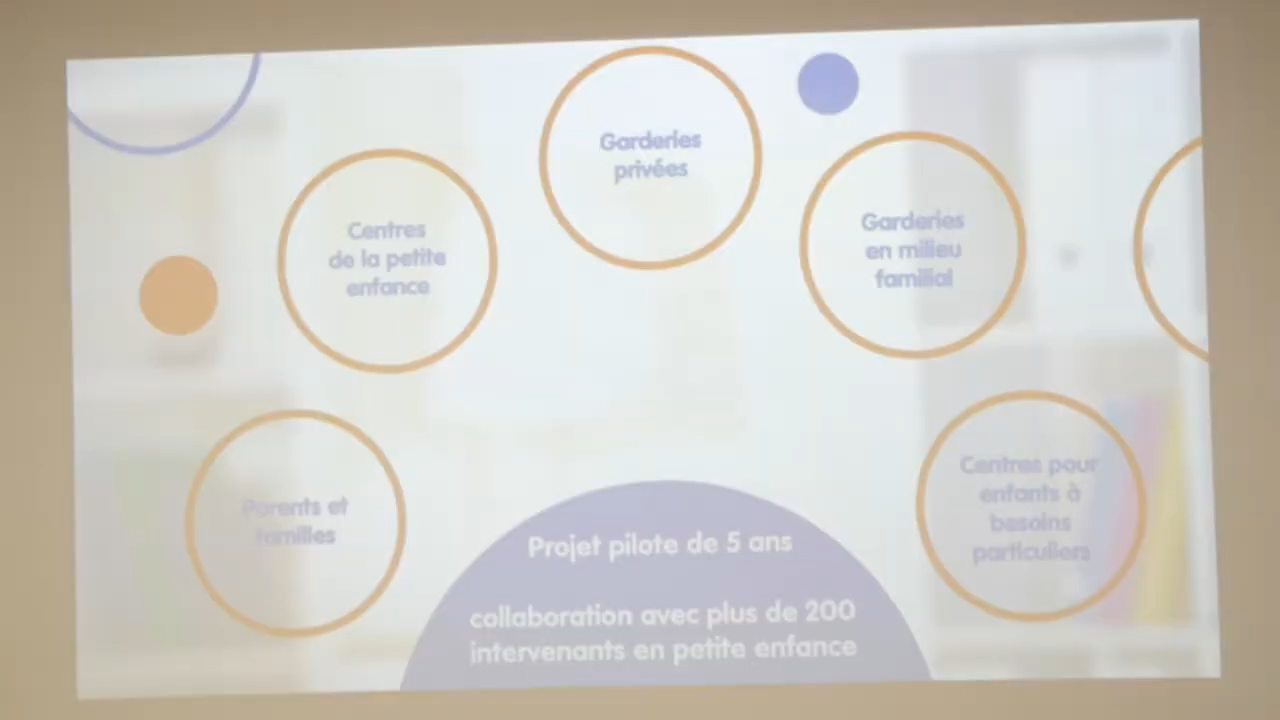 Garderies
privées
Centres
de la petite
enfance
Garderies
en milieu
familial
Parents et
familles
Centres pour
enfants à
besoins
particuliers
Projet pilote de 5 ans
collaboration avec plus de 200
intervenants en petite enfance